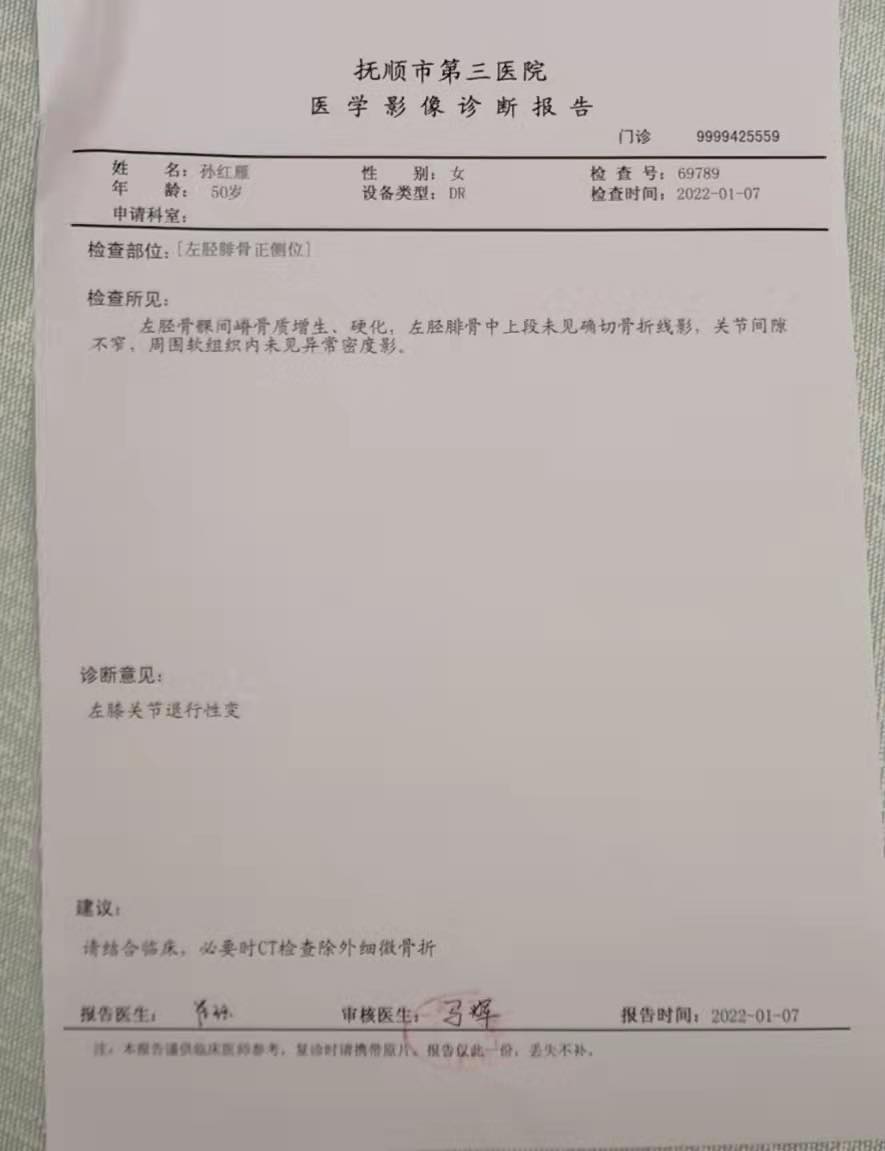 抚顺市第三医院
医学影像诊断报告
门诊 9999425559
姓 名：孙红雁 性 别：女 检 查 号：69789
年 龄：50岁 设备类型：DR 检查时间：2022-01-07
申请科室：
检查部位：[左胫腓骨正侧位]
检查所见：
左胫骨髁间嵴骨质增生、硬化，左胫腓骨中上段未见确切骨折线影，关节间隙
不窄，周围软组织内未见异常密度影。
诊断意见：
左膝关节退行性变
建议：
请结合临床，必要时CT检查除外细微骨折
报告医生： 审核医生：马辉 报告时间：2022-01-07
注：本报告谨供临床医师参考，复诊时请携带原片。报告仅此一份，丢失不补。